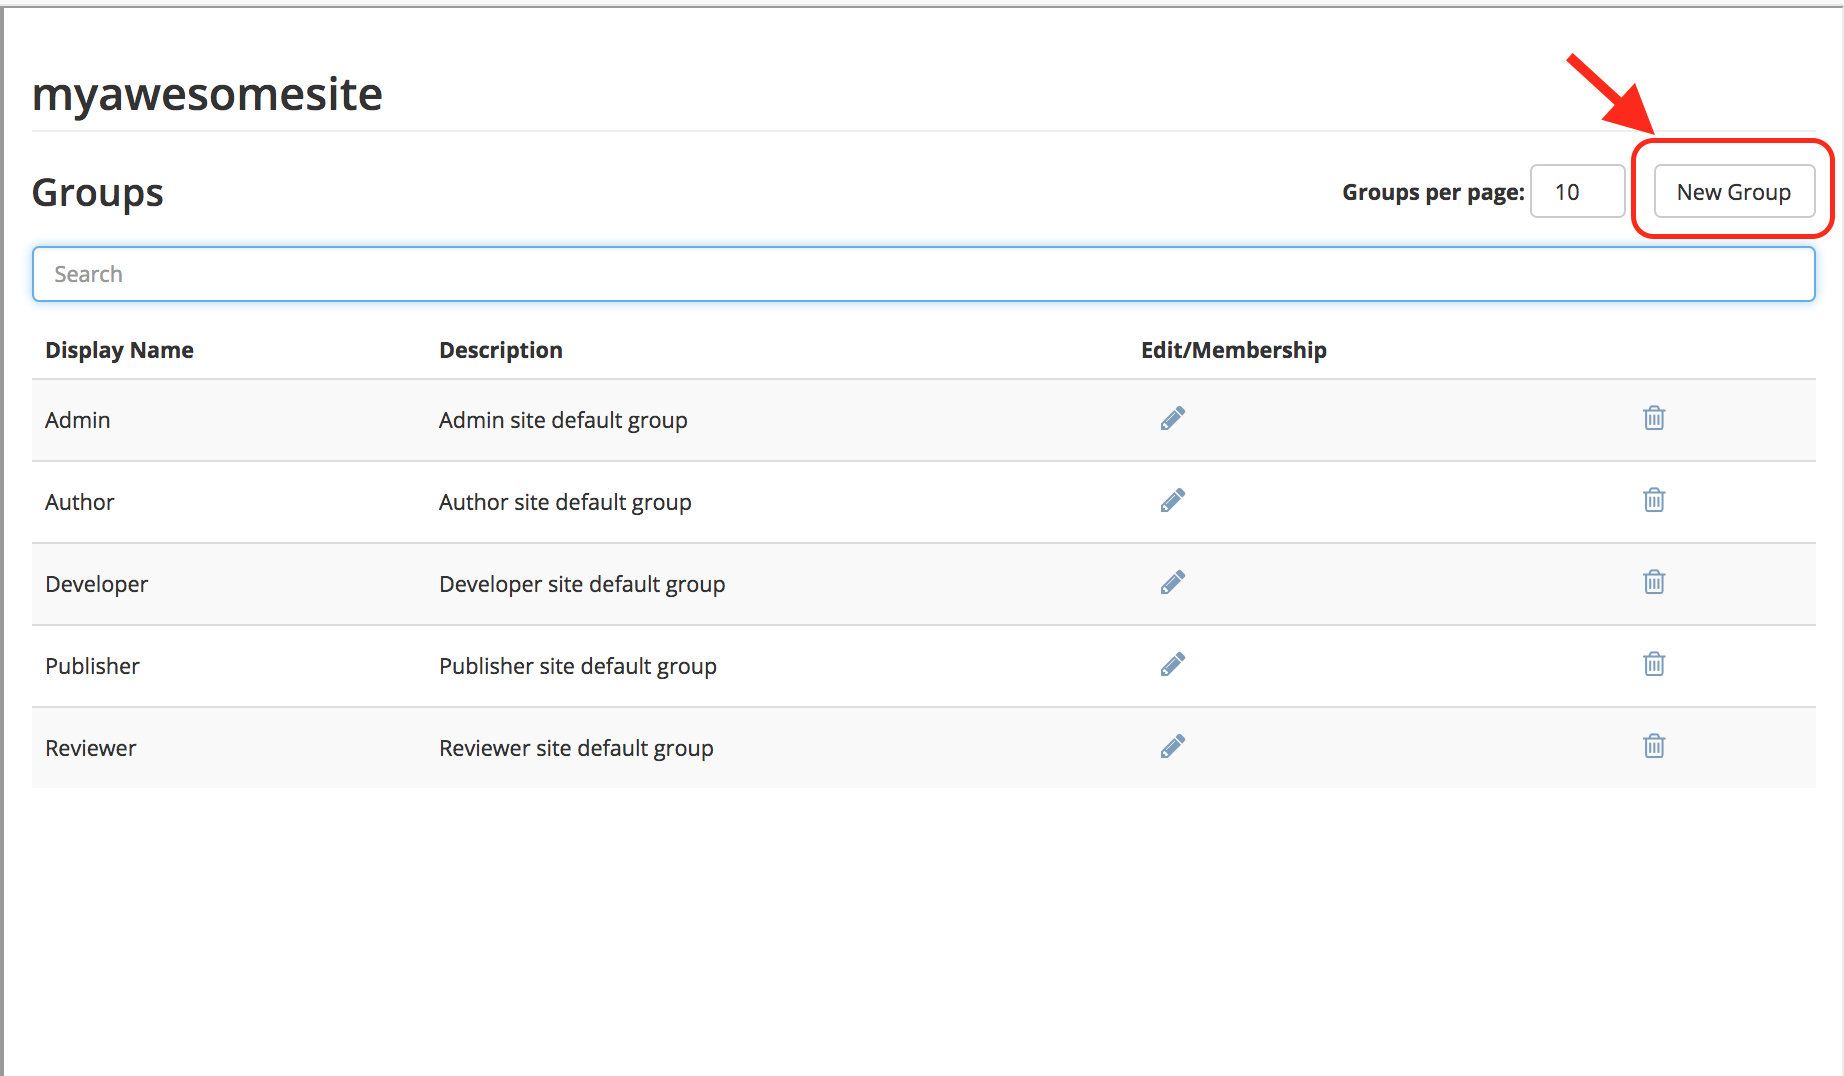 myawesomesite
Groups
Groups per page: 10 New Group
Search
Display Name Description Edit/Membership
Admin Admin site default group
Author Author site default group
Developer Developer site default group
Publisher Publisher site default group
Reviewer Reviewer site default group